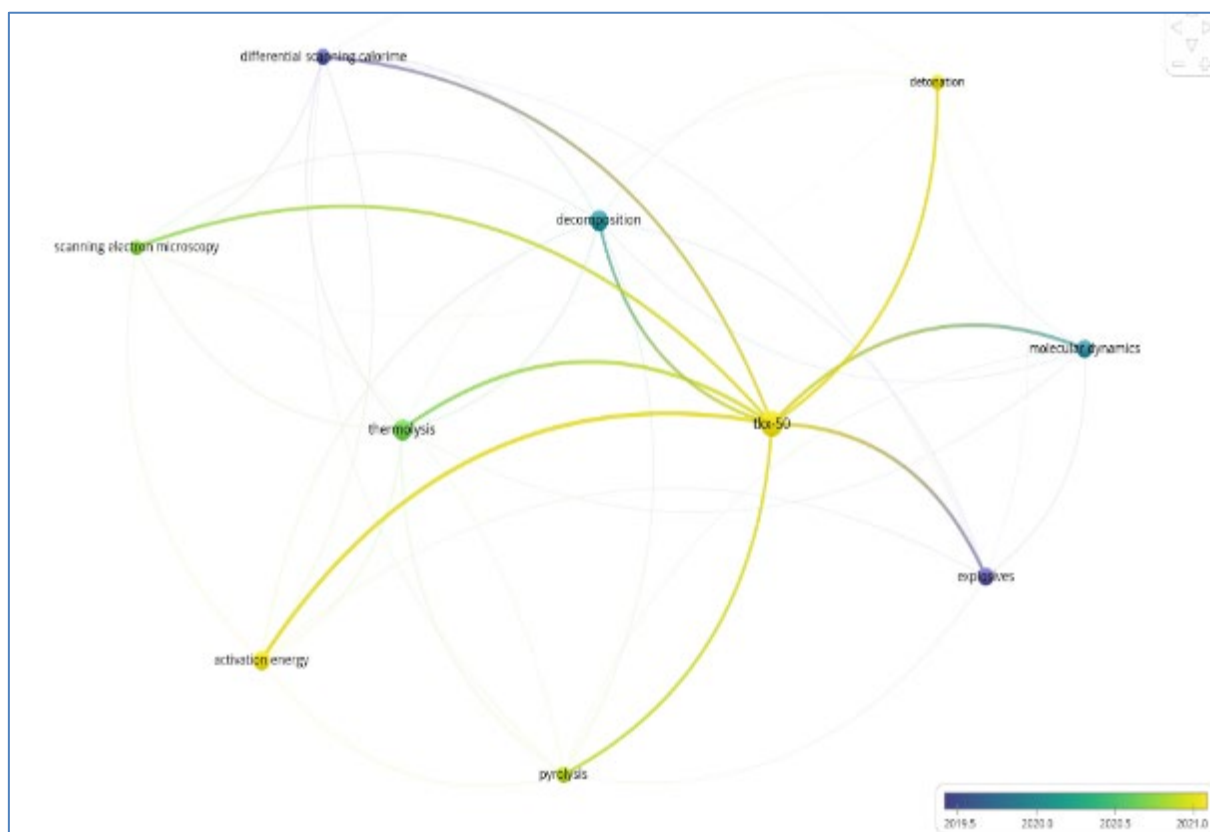 differential scanning calorime
detonation
decomposition
scanning electron microscopy
molecular dynamics
thermolysis
tkx-50
explosives
activation energy
pyrolysis
2019.5 2020.0 2020.5 2021.0